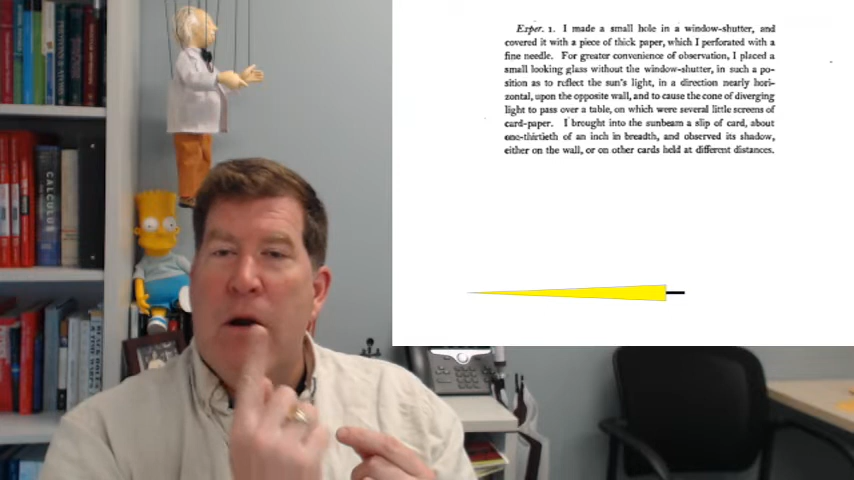 Exper. 1. I made a small hole in a window-shutter, and
covered it with a piece of thick paper, which I perforated with a
fine needle. For greater convenience of observation, I placed a
small looking glass without the window-shutter, in such a po-
sition as to reflect the sun's light, in a direction nearly hori-
zontal, upon the opposite wall, and to cause the cone of diverging
light to pass over a table, on which were several little screens of
card-paper. I brought into the sunbeam a slip of card, about
one-thirtieth of an inch in breadth, and observed its shadow,
either on the wall, or on other cards held at different distances.
CALCULUS